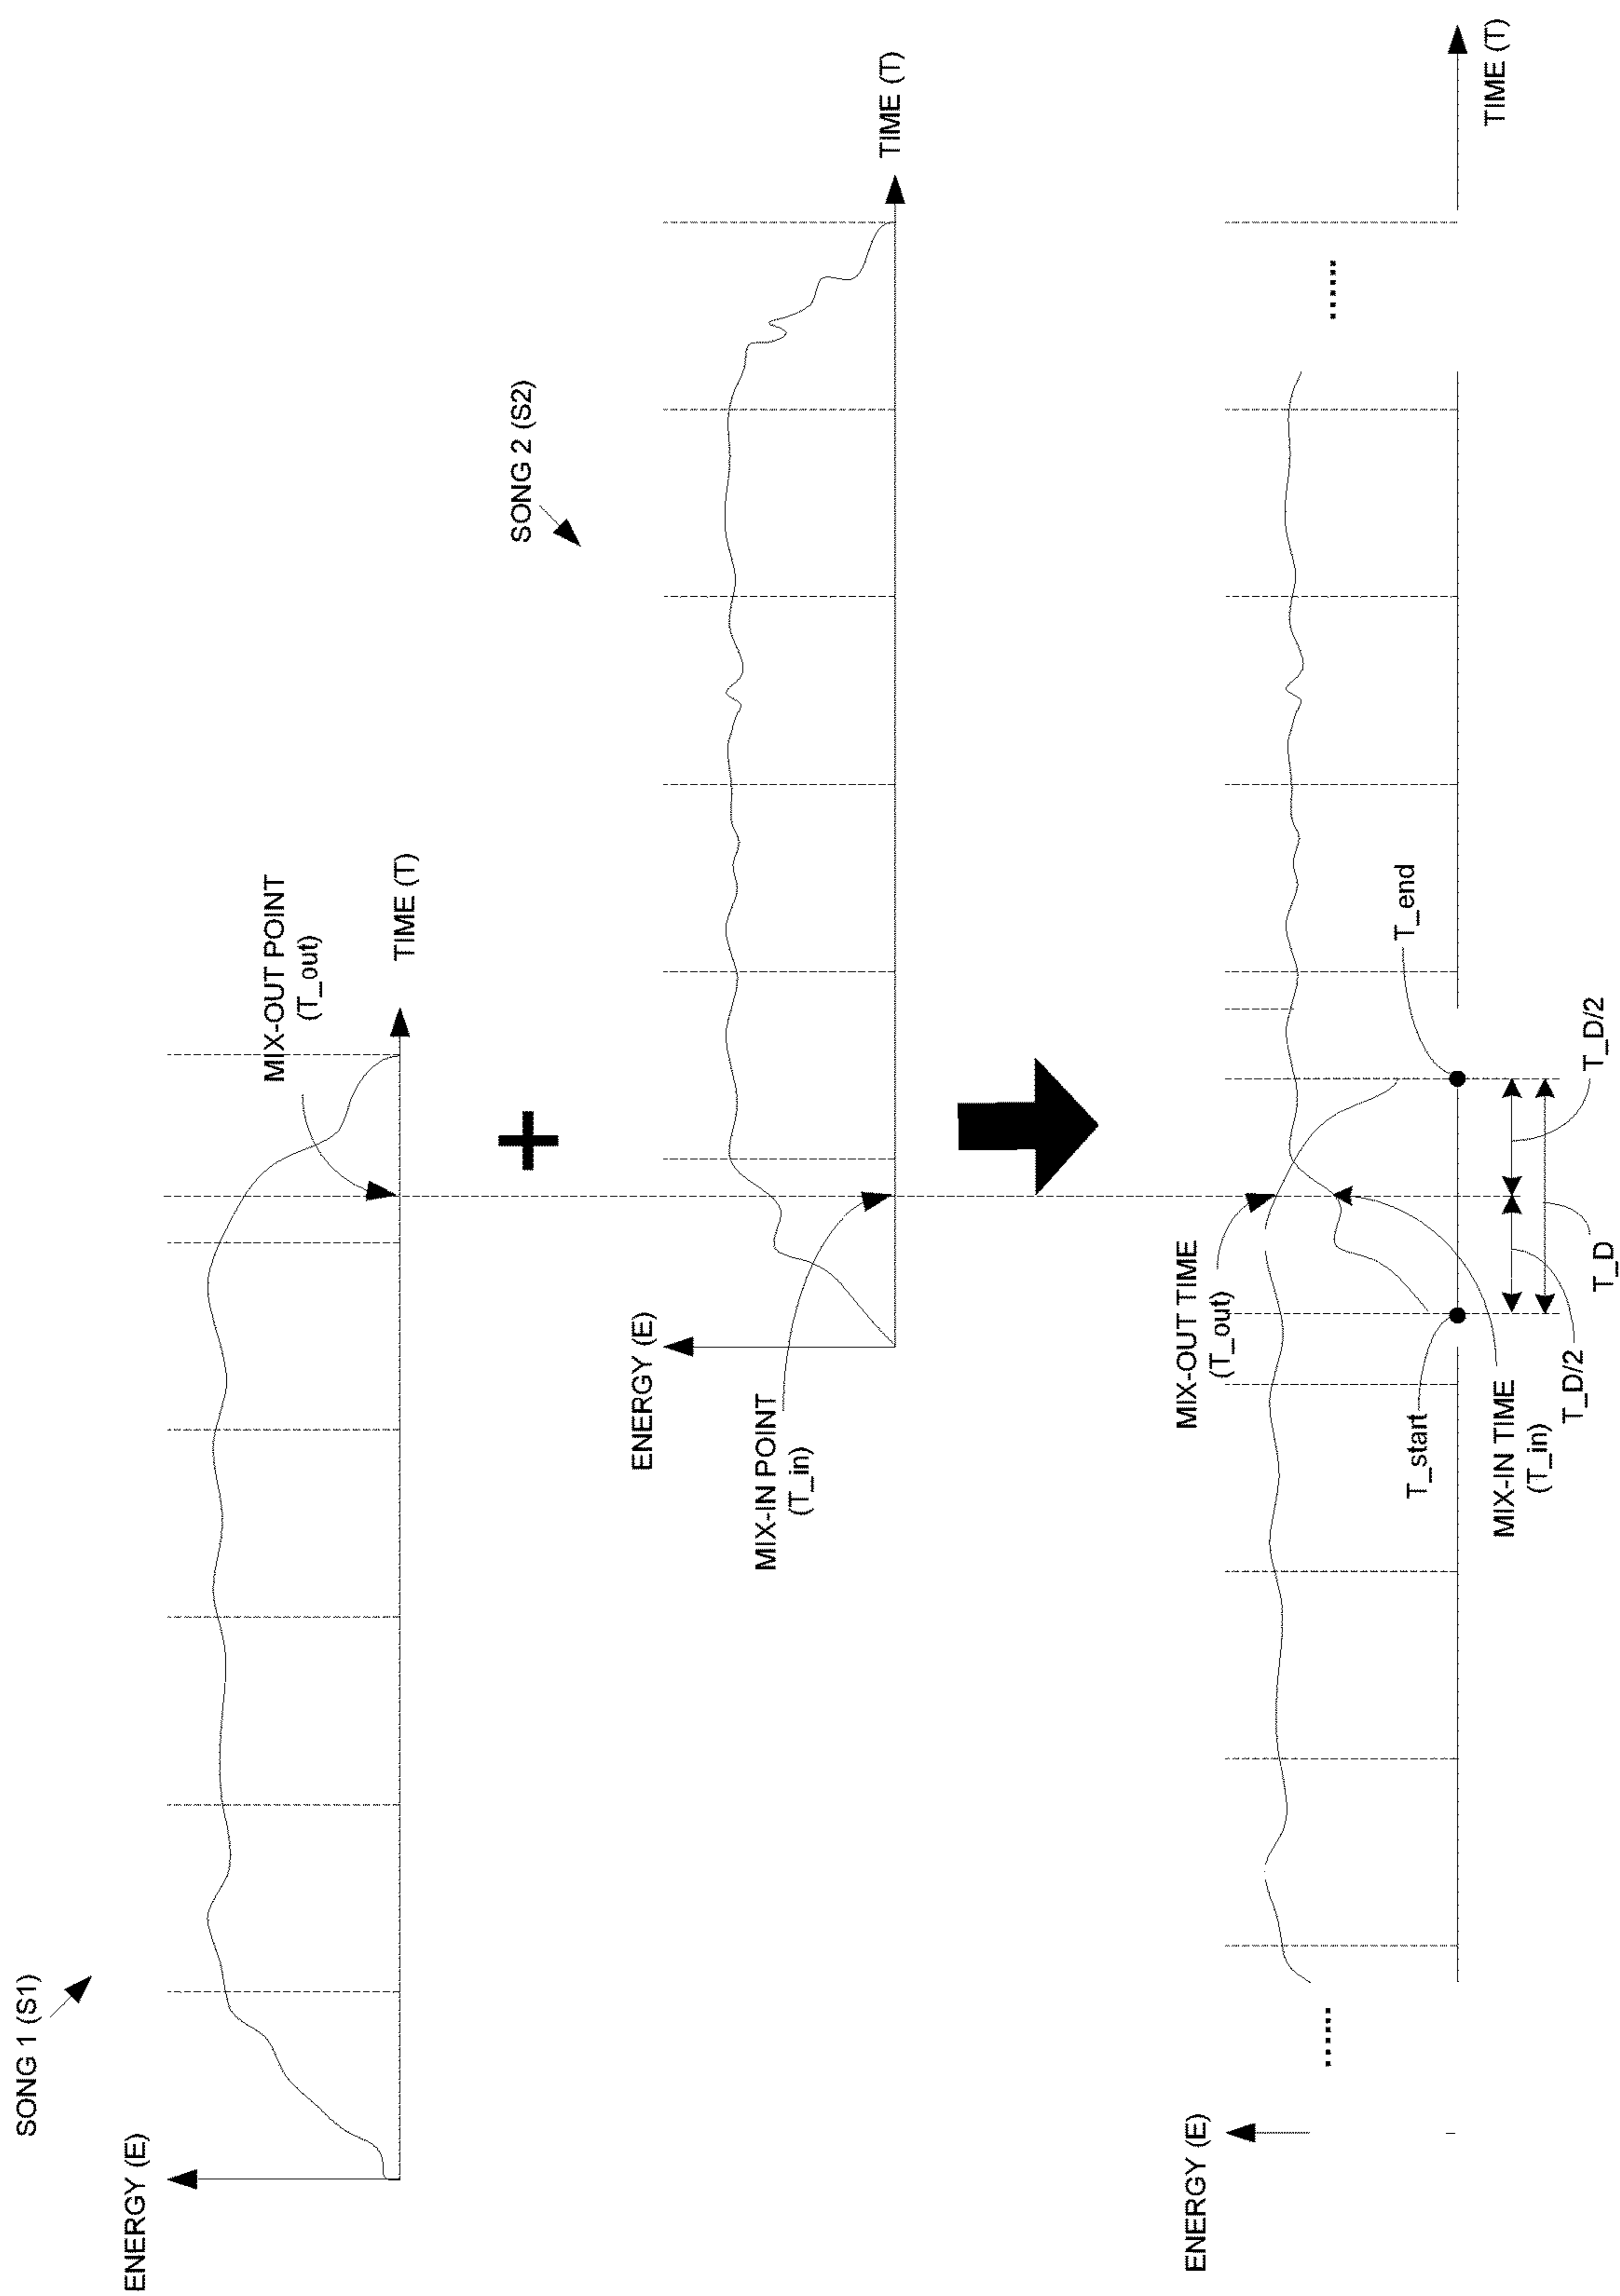 SONG 1 (S1)
ENERGY (E)
MIX-OUT POINT
(T_out)
TIME (T)
+
SONG 2 (S2)
ENERGY (E)
MIX-IN POINT
(T_in)
TIME (T)
ENERGY (E)
MIX-OUT TIME
(T_out)
......
......
T_start
T_end
TIME (T)
MIX-IN TIME
(T_in)
T_D/2
T_D/2
T_D